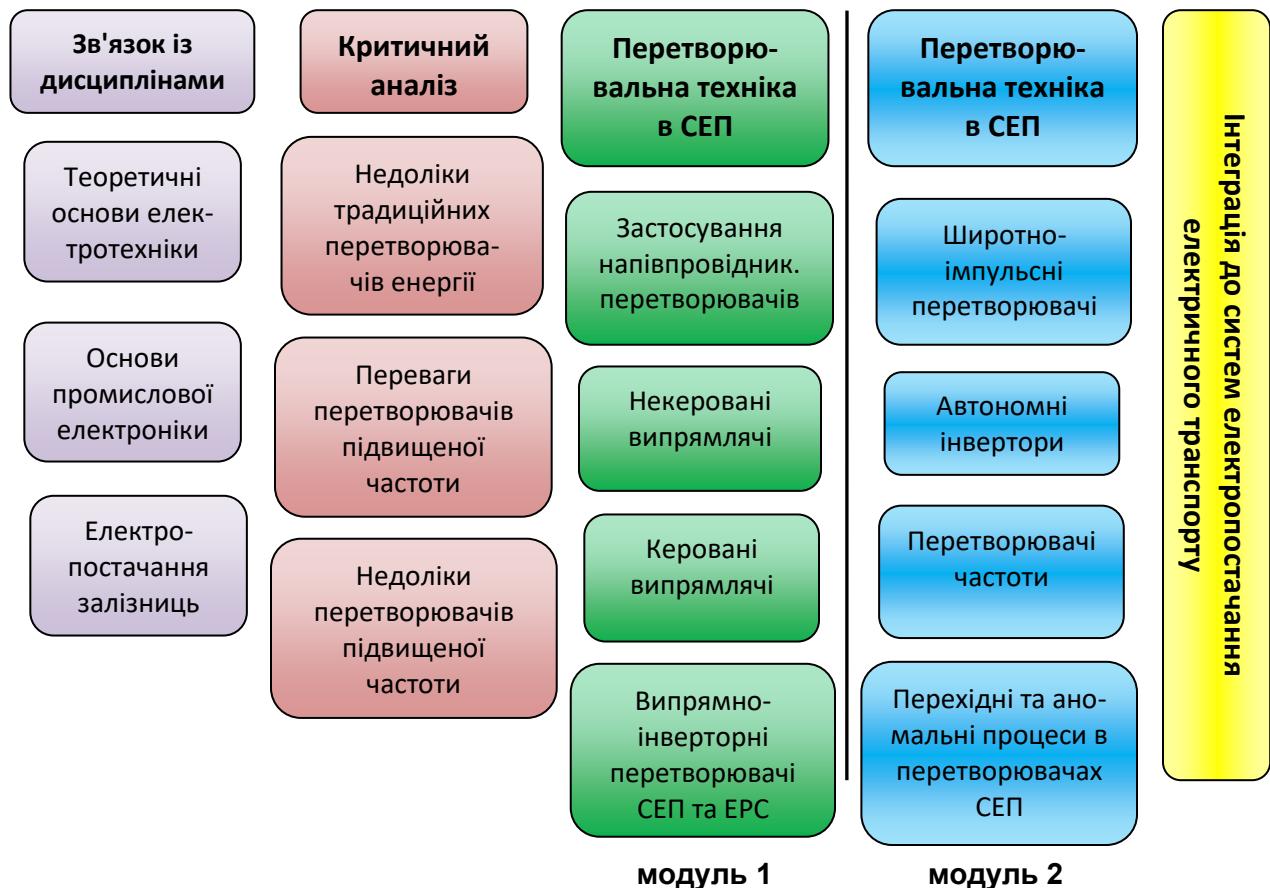 Зв'язок із
дисциплінами
Теоретичні
основи елек-
тротехніки
Основи
промислової
електроніки
Електро-
постачання
залізниць
Критичний
аналіз
Недоліки
традиційних
перетворюва-
чів енергії
Переваги
перетворювачів
підвищеної
частоти
Недоліки
перетворювачів
підвищеної
частоти
Перетворю-
вальна техніка
в СЕП
Застосування
напівпровідник.
перетворювачів
Некеровані
випрямлячі
Керовані
випрямлячі
Випрямно-
інверторні
перетворювачі
СЕП та ЕРС
модуль 1
Перетворю-
вальна техніка
в СЕП
Широтно-
імпульсні
перетворювачі
Автономні
інвертори
Перетворювачі
частоти
Перехідні та ано-
мальні процеси в
перетворювачах
СЕП
модуль 2
Інтеграція до систем електропостачання
електричного транспорту